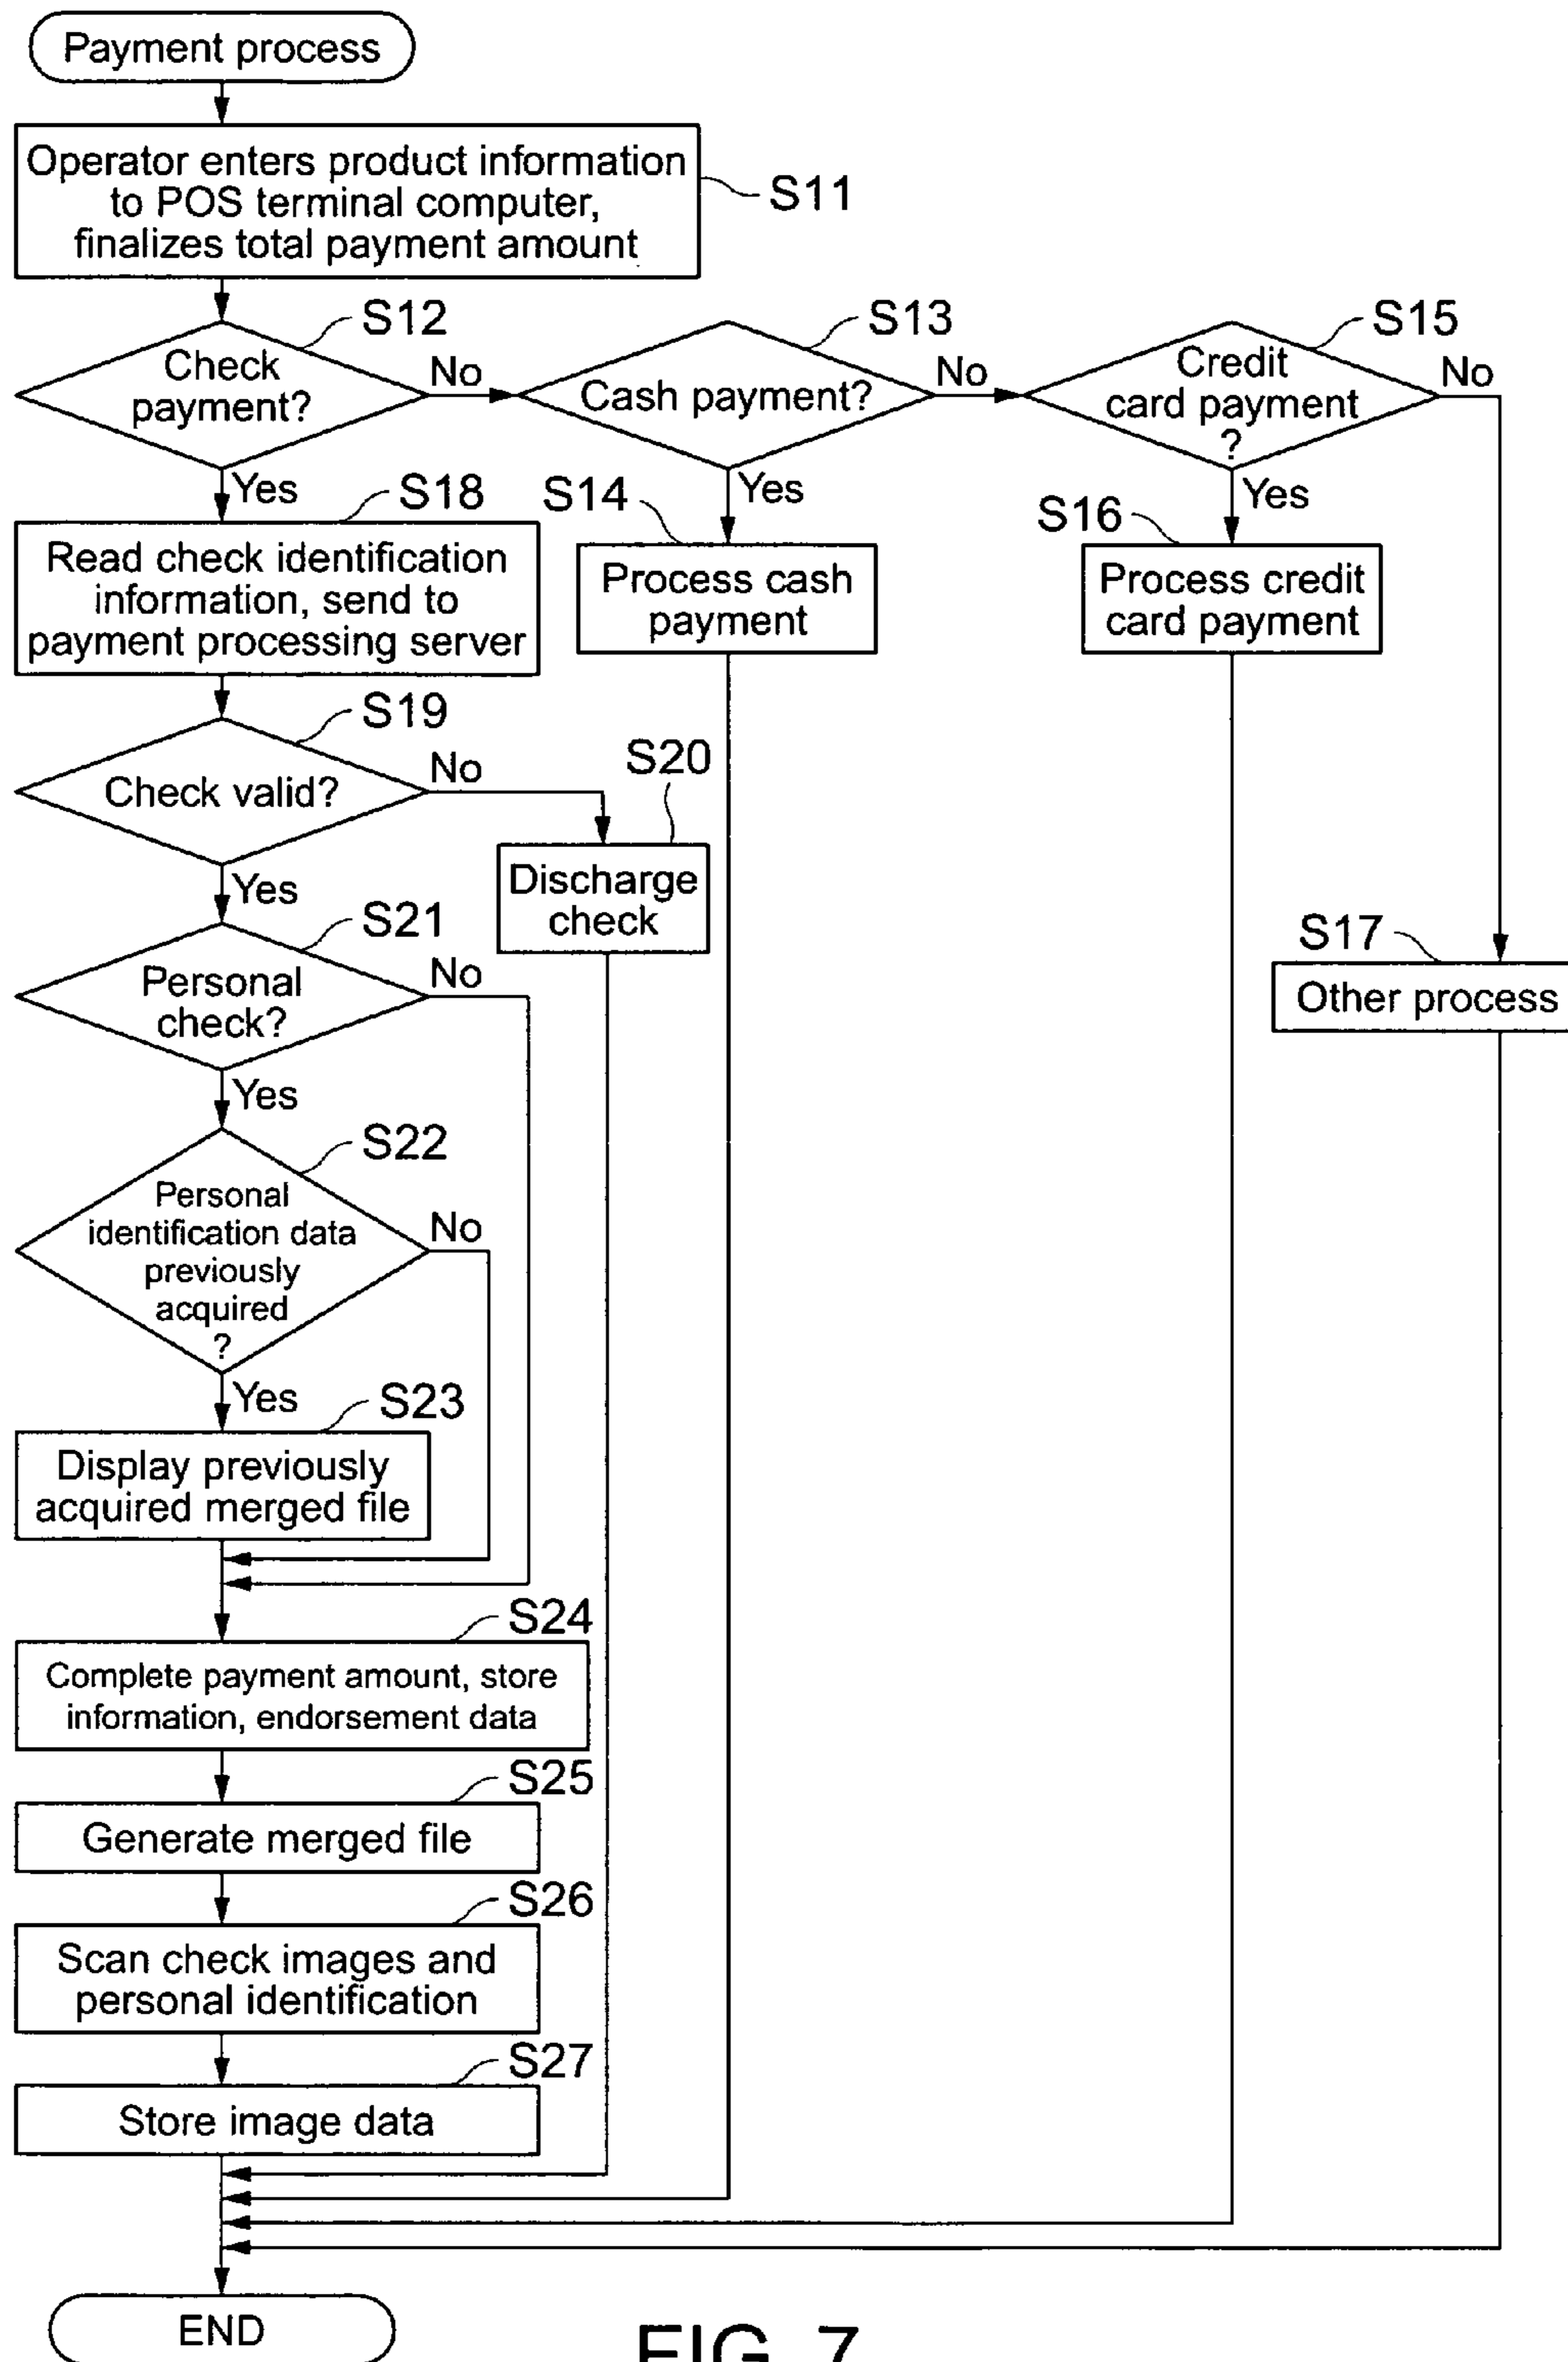 Payment process
Operator enters product information
to POS terminal computer,
finalizes total payment amount
S11
S12
Check
payment?
No
Yes
S13
Cash payment?
No
Yes
S15
Credit
card payment
?
No
Yes
S18
Read check identification
information, send to
payment processing server
S14
Process cash
payment
S16
Process credit
card payment
S19
Check valid?
No
Yes
S20
Discharge
check
S21
Personal
check?
No
Yes
S17
Other process
S22
Personal
identification data
previously
acquired
?
No
Yes
S23
Display previously
acquired merged file
S24
Complete payment amount, store
information, endorsement data
S25
Generate merged file
S26
Scan check images and
personal identification
S27
Store image data
END
FIG. 7